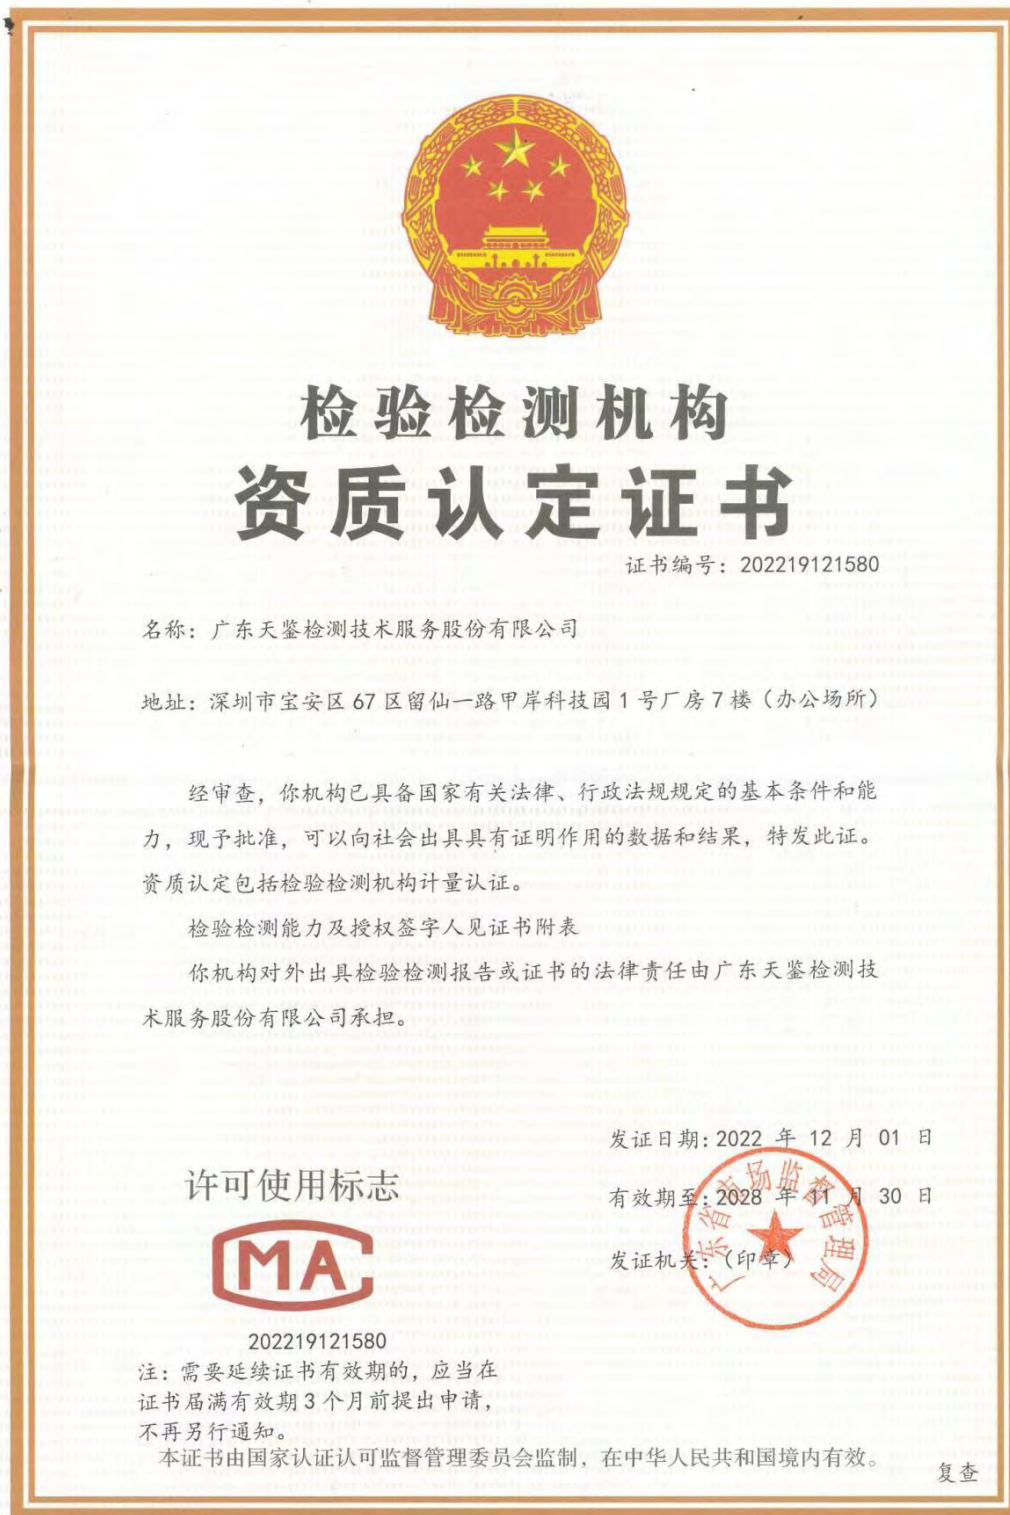 检验检测机构
资质认定证书
证书编号：202219121580
名称：广东天鉴检测技术服务股份有限公司
地址：深圳市宝安区67区留仙一路甲岸科技园1号厂房7楼（办公场所）
经审查，你机构已具备国家有关法律、行政法规规定的基本条件和能
力，现予批准，可以向社会出具具有证明作用的数据和结果，特发此证。
资质认定包括检验检测机构计量认证。
检验检测能力及授权签字人见证书附表
你机构对外出具检验检测报告或证书的法律责任由广东天鉴检测技
术服务股份有限公司承担。
许可使用标志
MA
202219121580
注：需要延续证书有效期的，应当在
证书届满有效期3个月前提出申请，
不再另行通知。
发证日期：2022 年 12 月 01 日
有效期至：2028 年 11 月 30 日
发证机关：（印章）
广东省市场监督管理局
本证书由国家认证认可监督管理委员会监制，在中华人民共和国境内有效。
复查